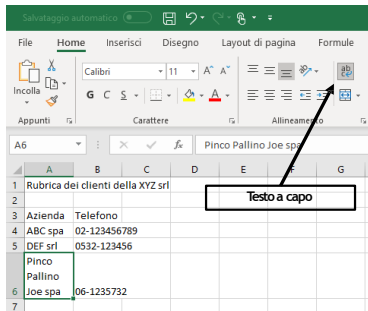 Salvataggio automatico
File Home Inserisci Disegno Layout di pagina Formule
Incolla
Calibri 11 A^ A˅
G C S A
ab
Appunti Carattere Allineamento
A6 fx Pinco Pallino Joe spa
Testo a capo
A B C D E F G
1 Rubrica dei clienti della XYZ srl
2
3 Azienda Telefono
4 ABC spa 02-123456789
5 DEF srl 0532-123456
Pinco
Pallino
6 Joe spa 06-1235732
7